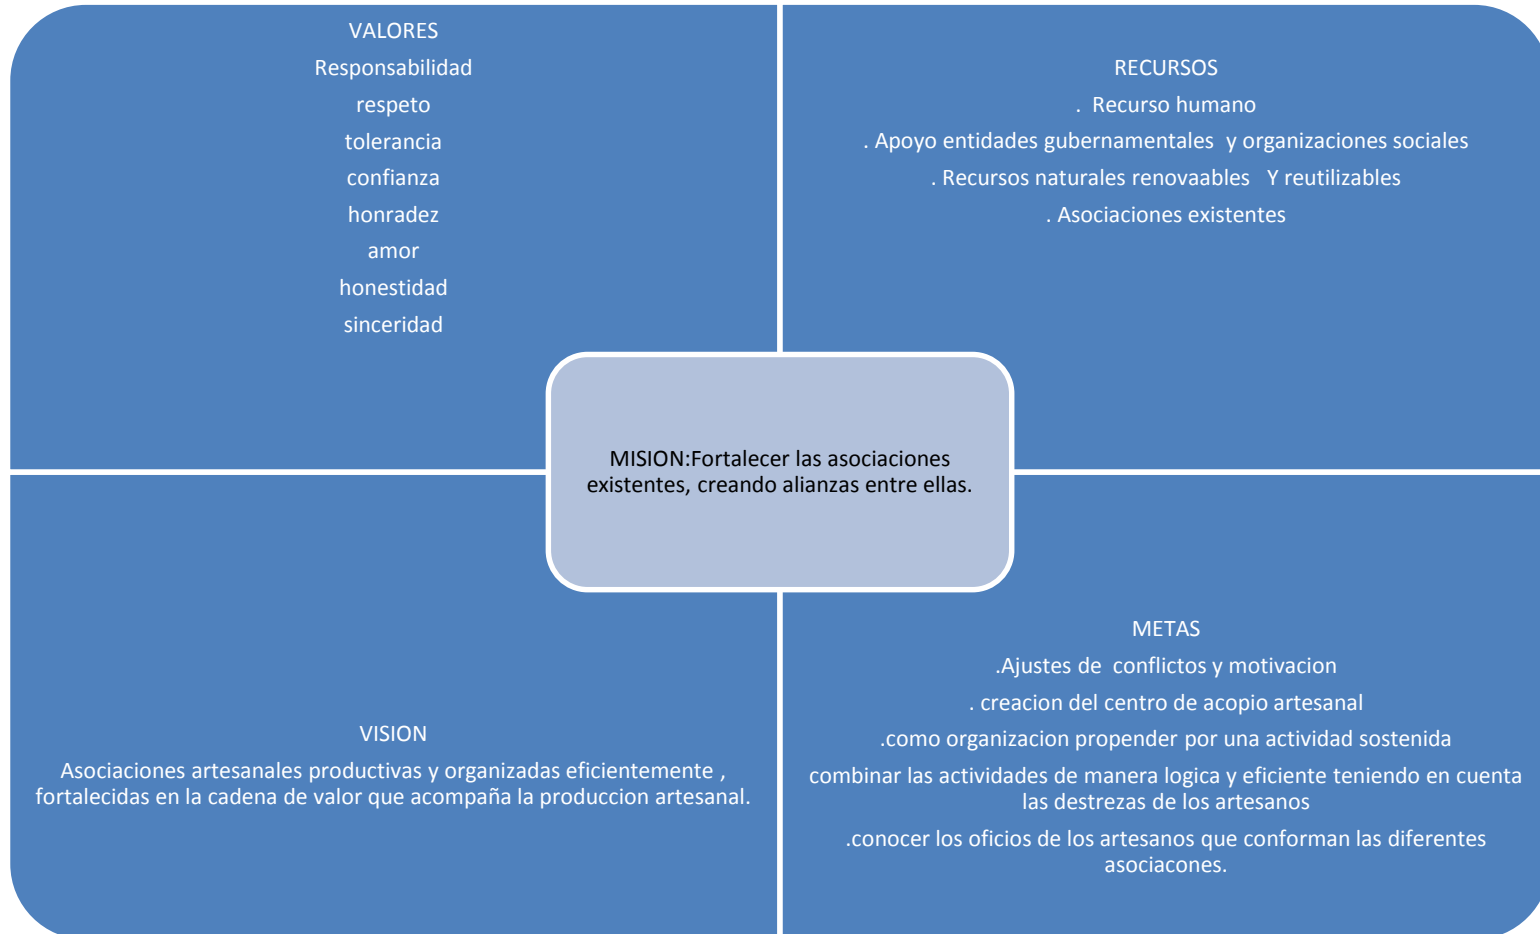 VALORES
Responsabilidad
respeto
tolerancia
confianza
honradez
amor
honestidad
sinceridad
RECURSOS
. Recurso humano
. Apoyo entidades gubernamentales y organizaciones sociales
. Recursos naturales renovaables Y reutilizables
. Asociaciones existentes
MISION:Fortalecer las asociaciones
existentes, creando alianzas entre ellas.
VISION
Asociaciones artesanales productivas y organizadas eficientemente ,
fortalecidas en la cadena de valor que acompaña la produccion artesanal.
METAS
.Ajustes de conflictos y motivacion
. creacion del centro de acopio artesanal
.como organizacion propender por una actividad sostenida
combinar las actividades de manera logica y eficiente teniendo en cuenta
las destrezas de los artesanos
.conocer los oficios de los artesanos que conforman las diferentes
asociacones.